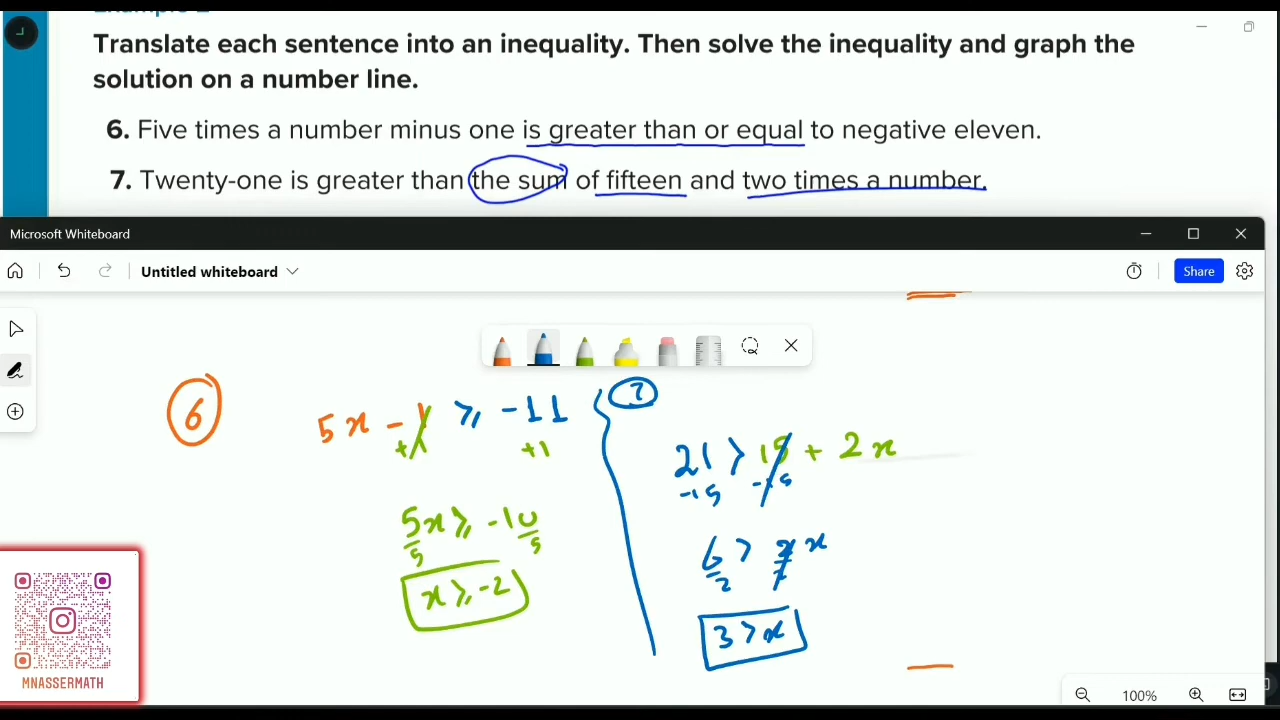 Translate each sentence into an inequality. Then solve the inequality and graph the
solution on a number line.
6. Five times a number minus one is greater than or equal to negative eleven.
7. Twenty-one is greater than the sum of fifteen and two times a number.
Microsoft Whiteboard
Untitled whiteboard
Share
6
5x - 1 ≥ -11
+1 +1
5x ≥ -10
5 5
x ≥ -2
7
21 > 15 + 2x
-15 -15
6 > 2x
2 2
3 > x
MNASSERMATH
100%